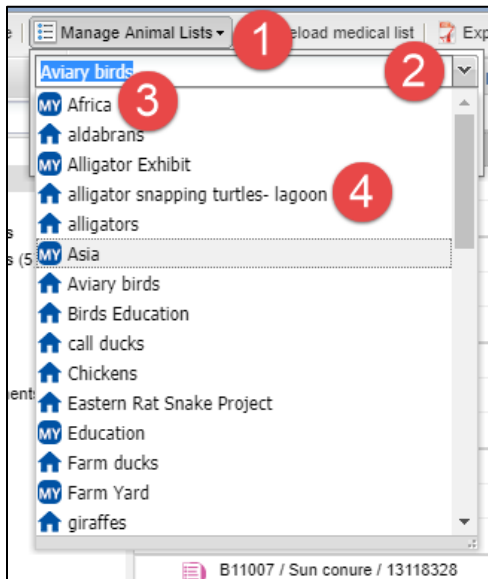 e Manage Animal Lists 1 eload medical list Exp
Aviary birds 2
MY Africa 3
aldabrans
MY Alligator Exhibit
alligator snapping turtles- lagoon 4
s alligators
s (5 MY Asia
Aviary birds
Birds Education
call ducks
Chickens
ent Eastern Rat Snake Project
MY Education
Farm ducks
MY Farm Yard
giraffes
B11007 / Sun conure / 13118328